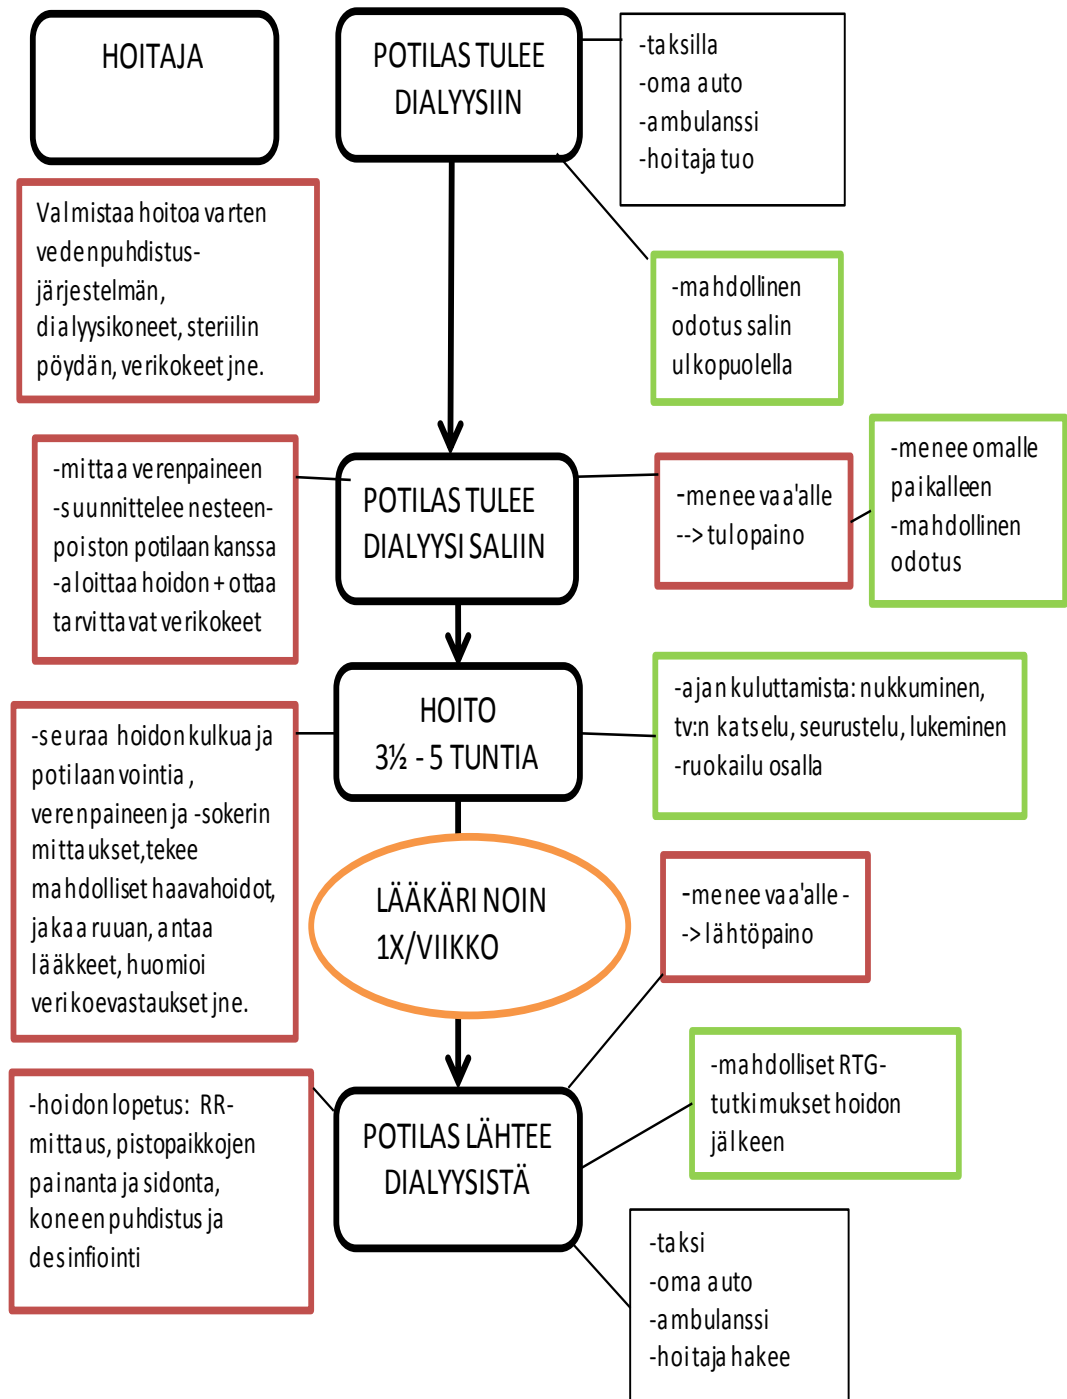 HOITAJA
POTILAS TULEE
DIALYYSIIN
-taksilla
-oma auto
-ambulanssi
-hoitaja tuo
Valmistaa hoitoa varten
vedenpuhdistus-
järjestelmän,
dialyysikoneet, steriilin
pöydän, verikokeet jne.
-mahdollinen
odotus salin
ulkopuolella
-mittaa verenpaineen
-suunnittelee nesteen-
poiston potilaan kanssa
-aloittaa hoidon + ottaa
tarvittavat verikokeet
POTILAS TULEE
DIALYYSI SALIIN
-menee vaa'alle
--> tulopaino
-menee omalle
paikalleen
-mahdollinen
odotus
HOITO
3½ - 5 TUNTIA
-ajan kuluttamista: nukkuminen,
tv:n katselu, seurustelu, lukeminen
-ruokailu osalla
-seuraa hoidon kulkua ja
potilaan vointia ,
verenpaineen ja -sokerin
mittaukset,tekee
mahdolliset haavahoidot,
jakaa ruuan, antaa
lääkkeet, huomioi
verikoevastaukset jne.
LÄÄKÄRI NOIN
1X/VIIKKO
-menee vaa'alle -
-> lähtöpaino
-hoidon lopetus: RR-
mittaus, pistopaikkojen
painanta ja sidonta,
koneen puhdistus ja
desinfiointi
POTILAS LÄHTEE
DIALYYSISTÄ
-mahdolliset RTG-
tutkimukset hoidon
jälkeen
-taksi
-oma auto
-ambulanssi
-hoitaja hakee